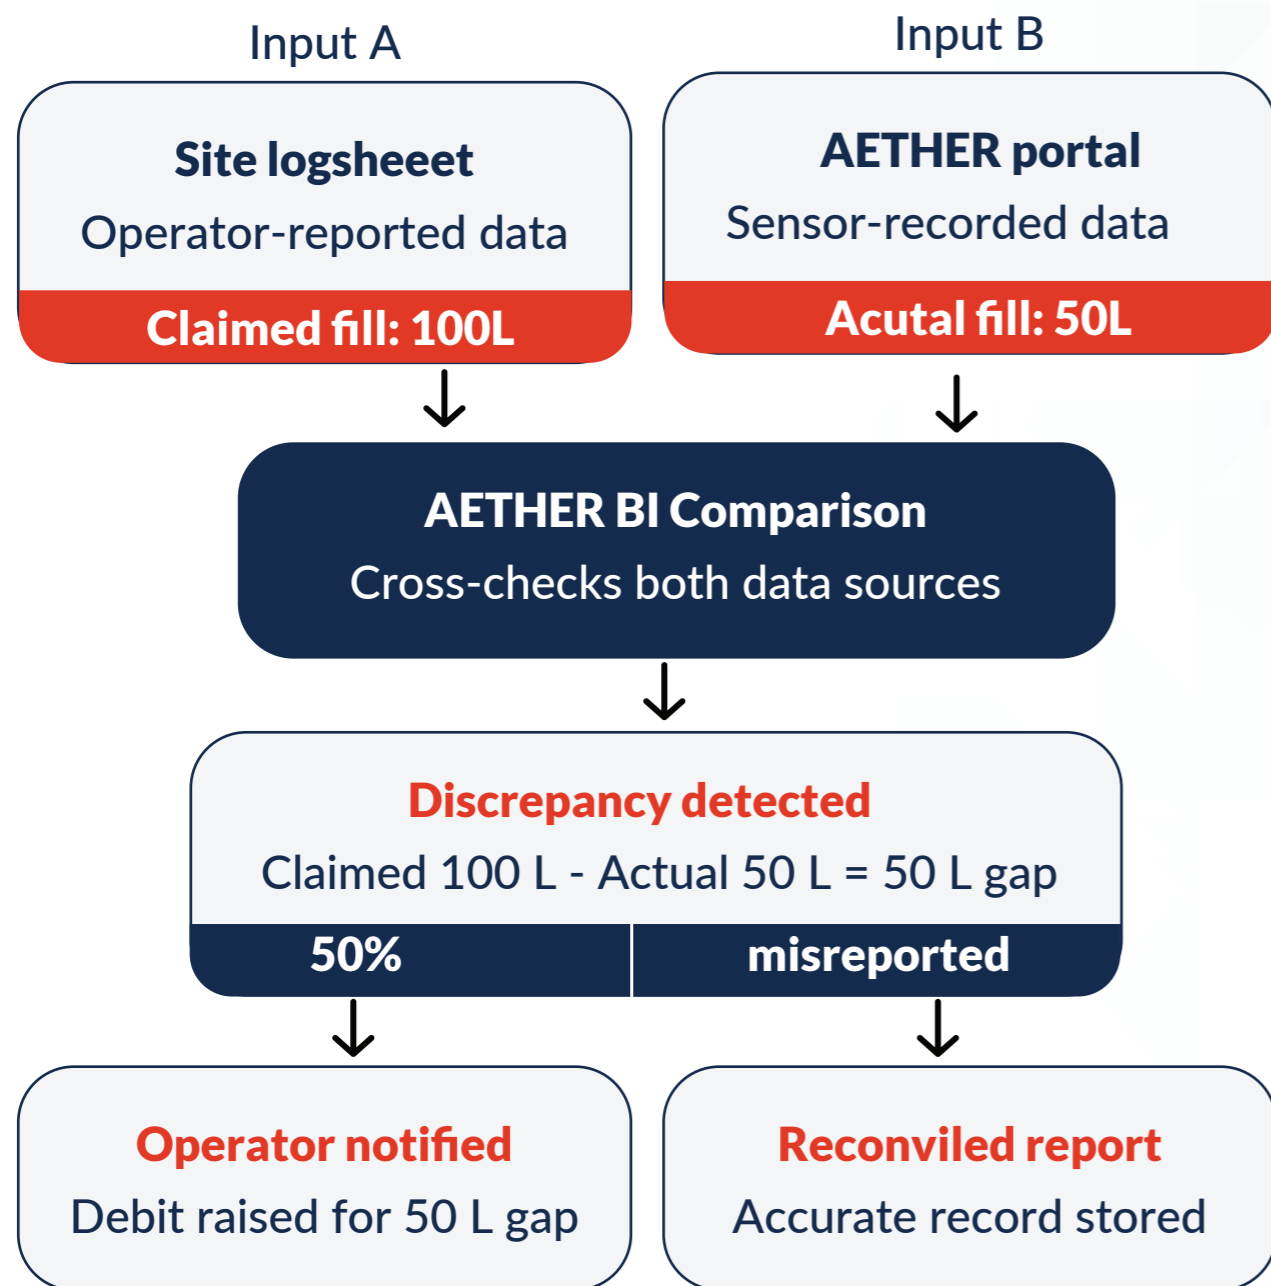 Input A
Input B
Site logsheeet
Operator-reported data
Claimed fill: 100L
AETHER portal
Sensor-recorded data
Acutal fill: 50L
AETHER BI Comparison
Cross-checks both data sources
Discrepancy detected
Claimed 100 L - Actual 50 L = 50 L gap
50%
misreported
Operator notified
Debit raised for 50 L gap
Reconviled report
Accurate record stored